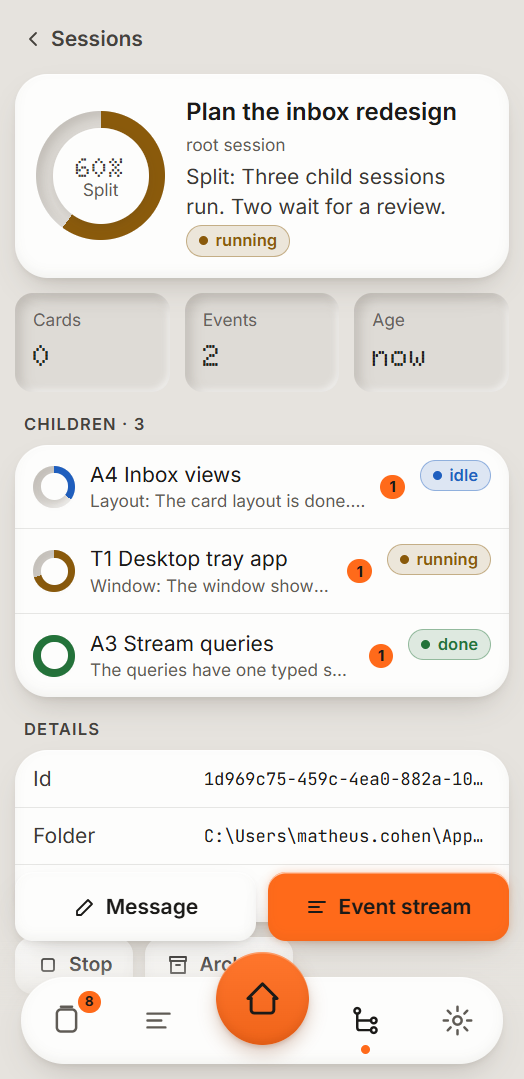 Sessions
Plan the inbox redesign
root session
60%
Split
Split: Three child sessions
run. Two wait for a review.
running
Cards
Events
Age
0
2
now
CHILDREN · 3
A4 Inbox views
Layout: The card layout is done....
1
idle
T1 Desktop tray app
Window: The window show...
1
running
A3 Stream queries
The queries have one typed s...
1
done
DETAILS
Id
1d969c75-459c-4ea0-882a-10…
Folder
C:\Users\matheus.cohen\App…
Message
Event stream
Stop
8